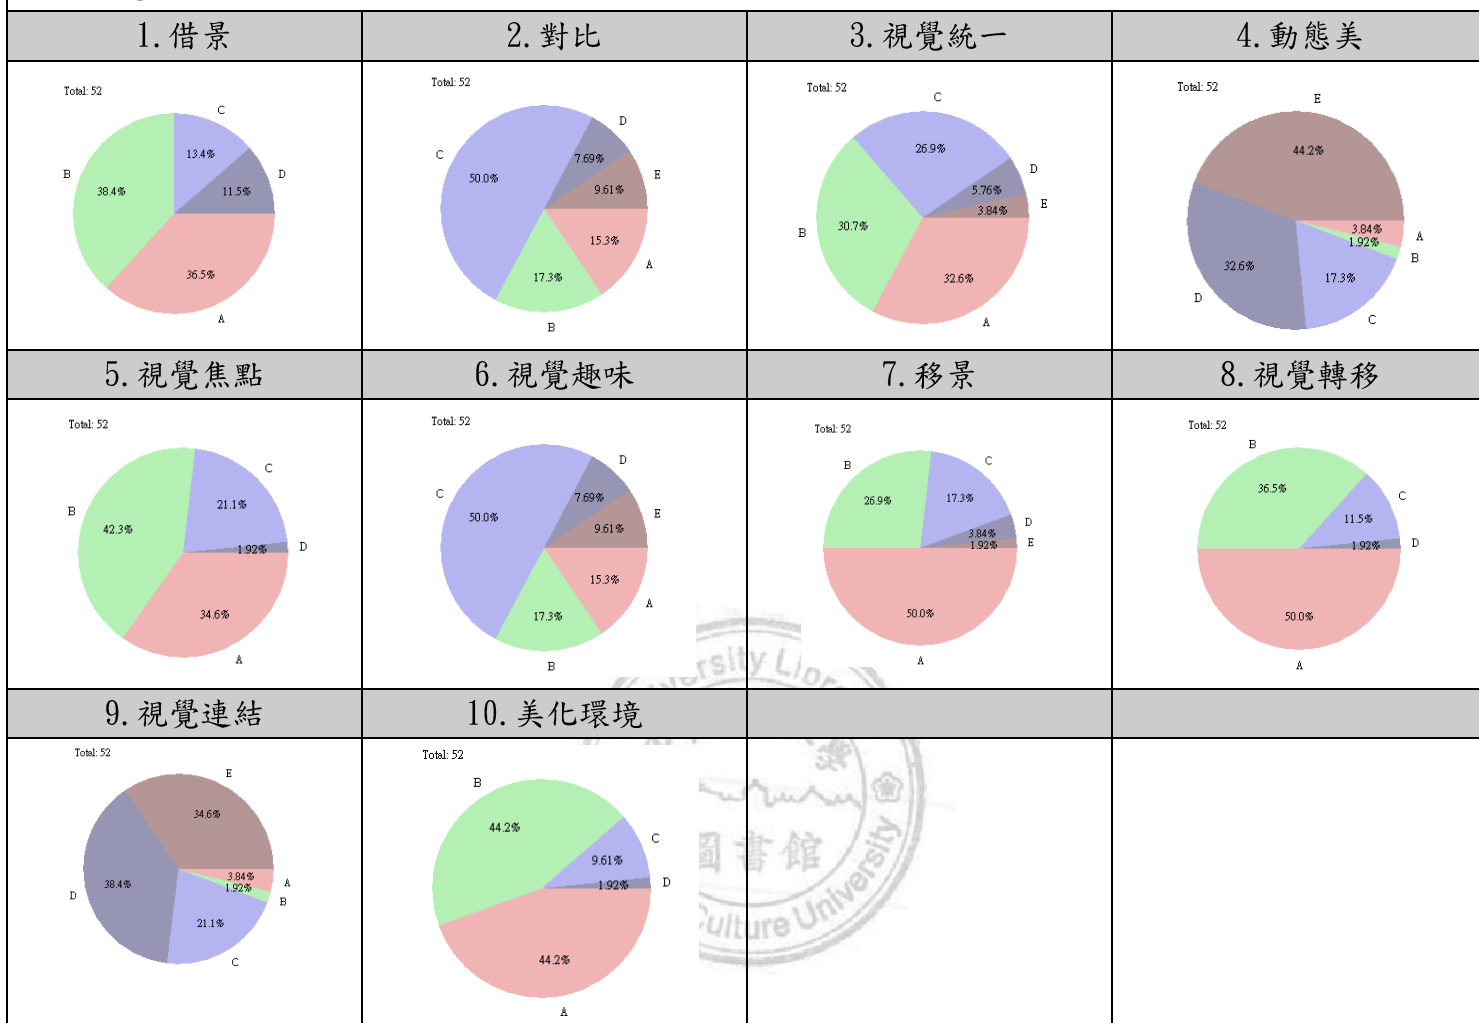 1.借景
2.對比
3.視覺統一
4.動態美
Total: 52
C
13.4%
D
11.5%
B
38.4%
36.5%
A
Total: 52
D
C
7.69%
50.0%
E
9.61%
15.3%
A
17.3%
B
Total: 52
C
26.9%
D
5.76%
E
3.84%
B
30.7%
32.6%
A
Total: 52
E
44.2%
3.84%
A
1.92%
B
32.6%
17.3%
D
C
5.視覺焦點
6.視覺趣味
7.移景
8.視覺轉移
Total: 52
C
21.1%
B
42.3%
D
1.92%
34.6%
A
Total: 52
D
C
7.69%
50.0%
E
9.61%
15.3%
A
17.3%
B
Total: 52
B
C
26.9%
17.3%
D
3.84%
E
1.92%
50.0%
A
Total: 52
B
36.5%
C
11.5%
D
1.92%
50.0%
A
9.視覺連結
10.美化環境
Total: 52
E
34.6%
3.84%
A
1.92%
B
D
38.4%
21.1%
C
Total: 52
B
44.2%
C
9.61%
D
1.92%
44.2%
A
圖書館
Culture University